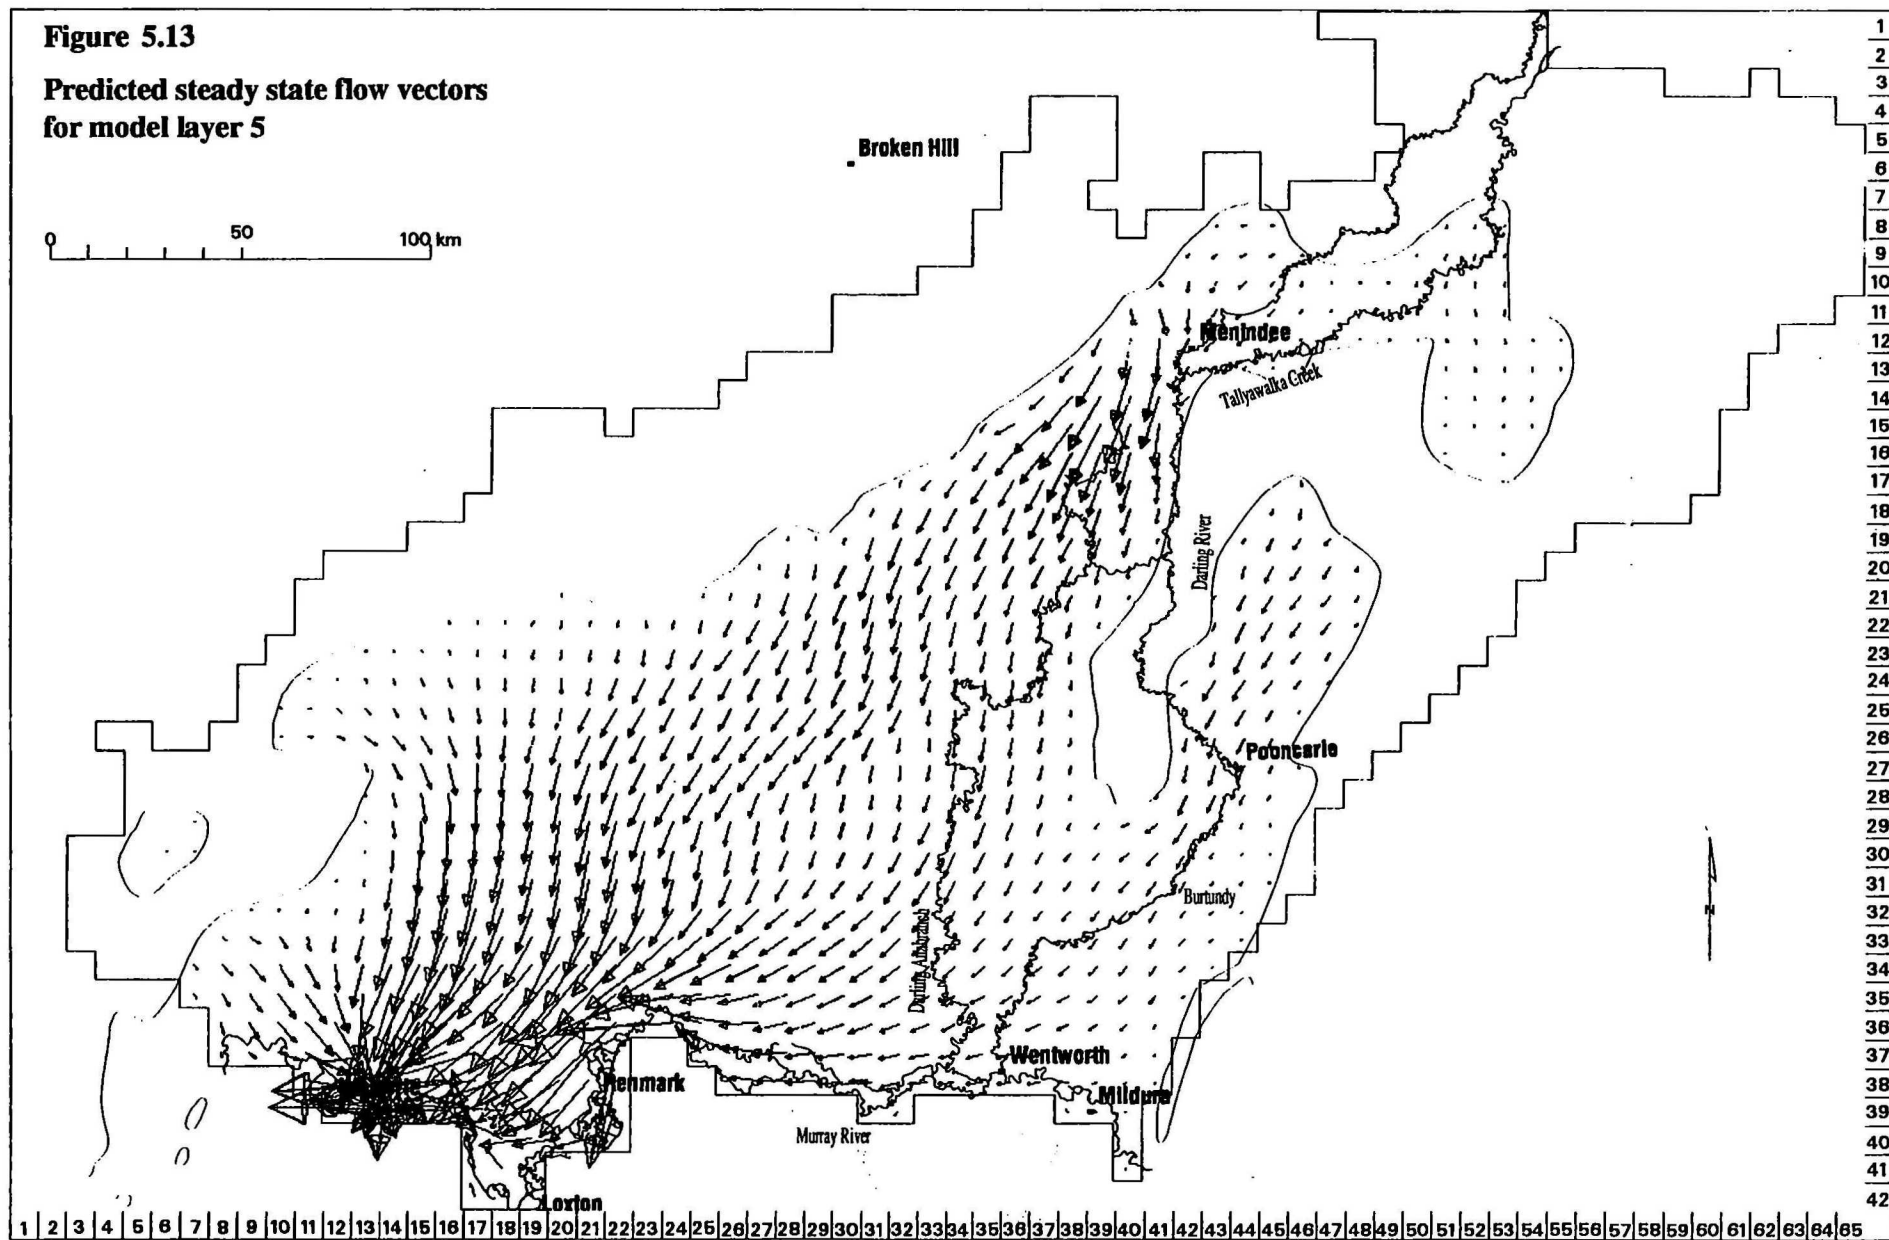 Figure 5.13
Predicted steady state flow vectors
for model layer 5
Broken Hill
0 50 100 km
Menindee
Tallyawalka Creek
Darling River
Pooncarie
Burtundy
Darling Anabranch
Wentworth
Renmark
Mildura
Murray River
Loxton
N
1
2
3
4
5
6
7
8
9
10
11
12
13
14
15
16
17
18
19
20
21
22
23
24
25
26
27
28
29
30
31
32
33
34
35
36
37
38
39
40
41
42
1 2 3 4 5 6 7 8 9 10 11 12 13 14 15 16 17 18 19 20 21 22 23 24 25 26 27 28 29 30 31 32 33 34 35 36 37 38 39 40 41 42 43 44 45 46 47 48 49 50 51 52 53 54 55 56 57 58 59 60 61 62 63 64 65